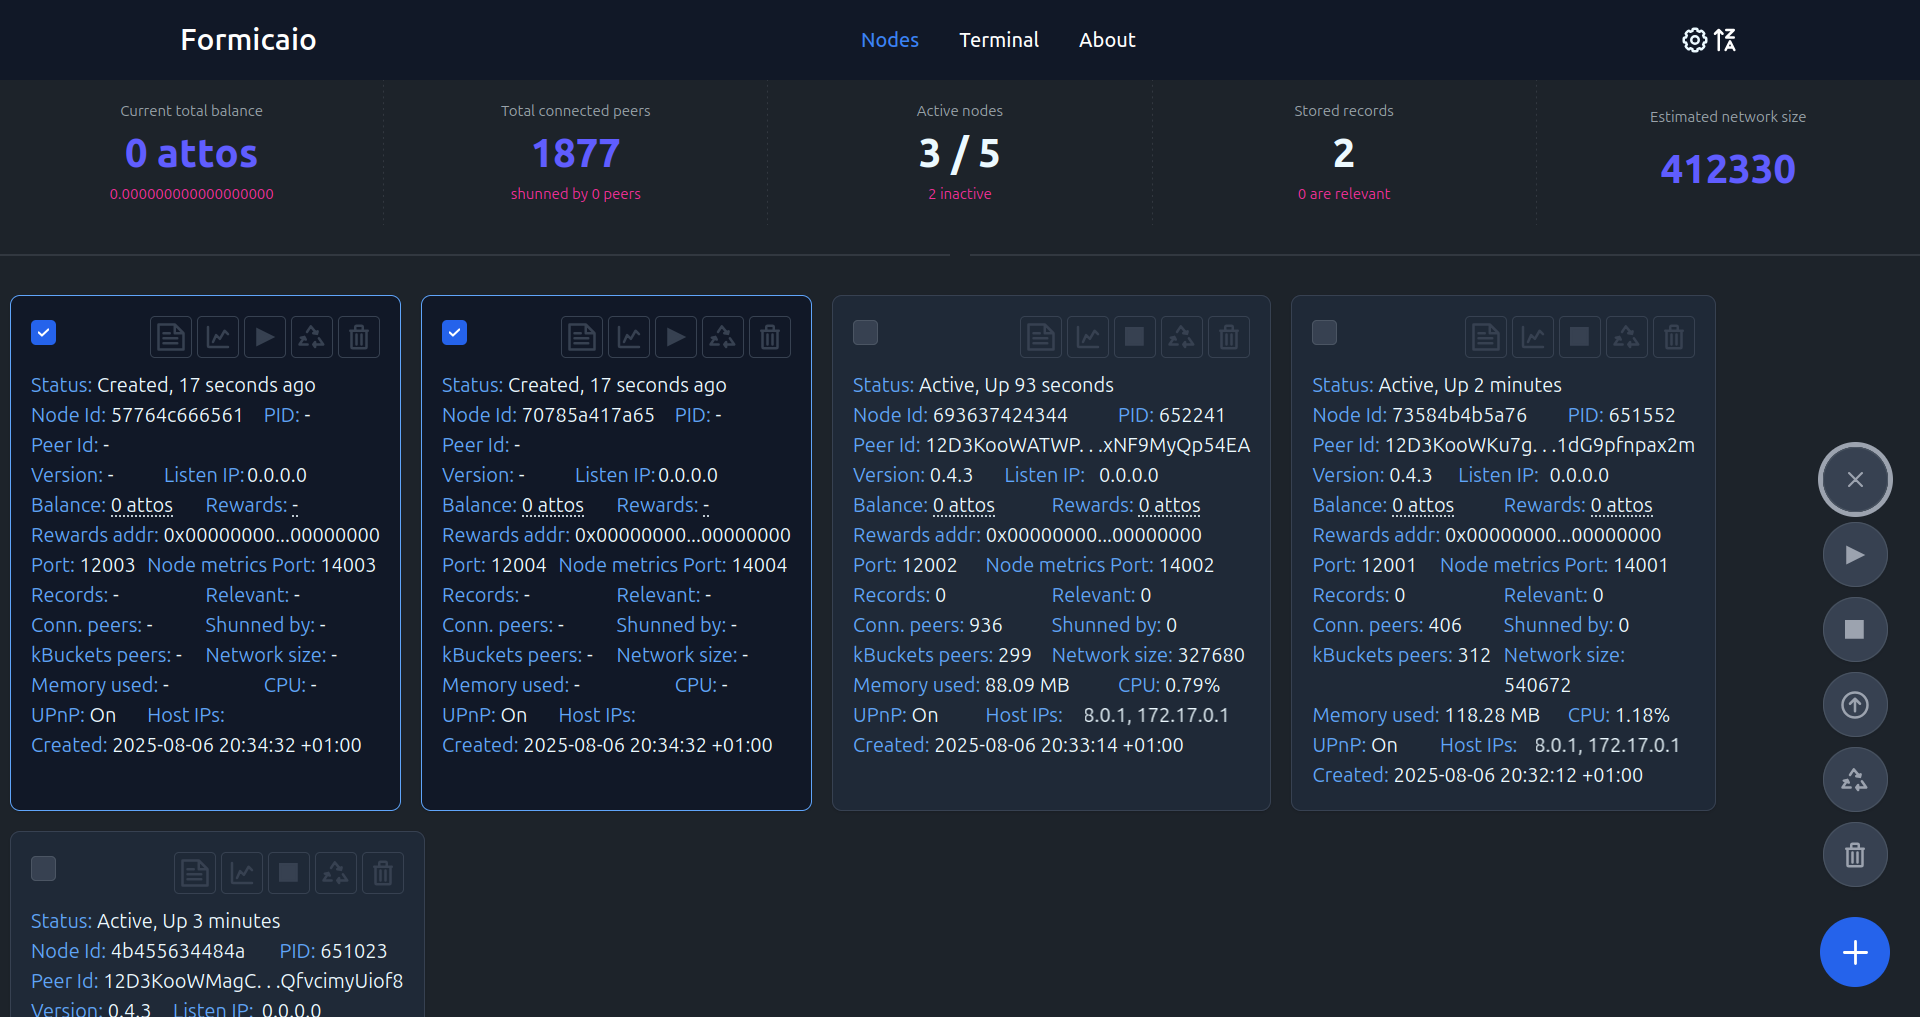 Formicaio
Nodes Terminal About
Current total balance
0 attos
0.000000000000000000
Total connected peers
1877
shunned by 0 peers
Active nodes
3 / 5
2 inactive
Stored records
2
0 are relevant
Estimated network size
412330
Status: Created, 17 seconds ago
Node Id: 57764c666561 PID: -
Peer Id: -
Version: - Listen IP: 0.0.0.0
Balance: 0 attos Rewards: -
Rewards addr: 0x00000000...00000000
Port: 12003 Node metrics Port: 14003
Records: - Relevant: -
Conn. peers: - Shunned by: -
kBuckets peers: - Network size: -
Memory used: - CPU: -
UPnP: On Host IPs:
Created: 2025-08-06 20:34:32 +01:00
Status: Created, 17 seconds ago
Node Id: 70785a417a65 PID: -
Peer Id: -
Version: - Listen IP: 0.0.0.0
Balance: 0 attos Rewards: -
Rewards addr: 0x00000000...00000000
Port: 12004 Node metrics Port: 14004
Records: - Relevant: -
Conn. peers: - Shunned by: -
kBuckets peers: - Network size: -
Memory used: - CPU: -
UPnP: On Host IPs:
Created: 2025-08-06 20:34:32 +01:00
Status: Active, Up 93 seconds
Node Id: 693637424344 PID: 652241
Peer Id: 12D3KooWATWP. . .xNF9MyQp54EA
Version: 0.4.3 Listen IP: 0.0.0.0
Balance: 0 attos Rewards: 0 attos
Rewards addr: 0x00000000...00000000
Port: 12002 Node metrics Port: 14002
Records: 0 Relevant: 0
Conn. peers: 936 Shunned by: 0
kBuckets peers: 299 Network size: 327680
Memory used: 88.09 MB CPU: 0.79%
UPnP: On Host IPs: 8.0.1, 172.17.0.1
Created: 2025-08-06 20:33:14 +01:00
Status: Active, Up 2 minutes
Node Id: 73584b4b5a76 PID: 651552
Peer Id: 12D3KooWKu7g. . .1dG9pfnpax2m
Version: 0.4.3 Listen IP: 0.0.0.0
Balance: 0 attos Rewards: 0 attos
Rewards addr: 0x00000000...00000000
Port: 12001 Node metrics Port: 14001
Records: 0 Relevant: 0
Conn. peers: 406 Shunned by: 0
kBuckets peers: 312 Network size:
540672
Memory used: 118.28 MB CPU: 1.18%
UPnP: On Host IPs: 8.0.1, 172.17.0.1
Created: 2025-08-06 20:32:12 +01:00
Status: Active, Up 3 minutes
Node Id: 4b455634484a PID: 651023
Peer Id: 12D3KooWMagC. . .QfvcimyUiof8
Version: 0.4.3 Listen IP: 0.0.0.0